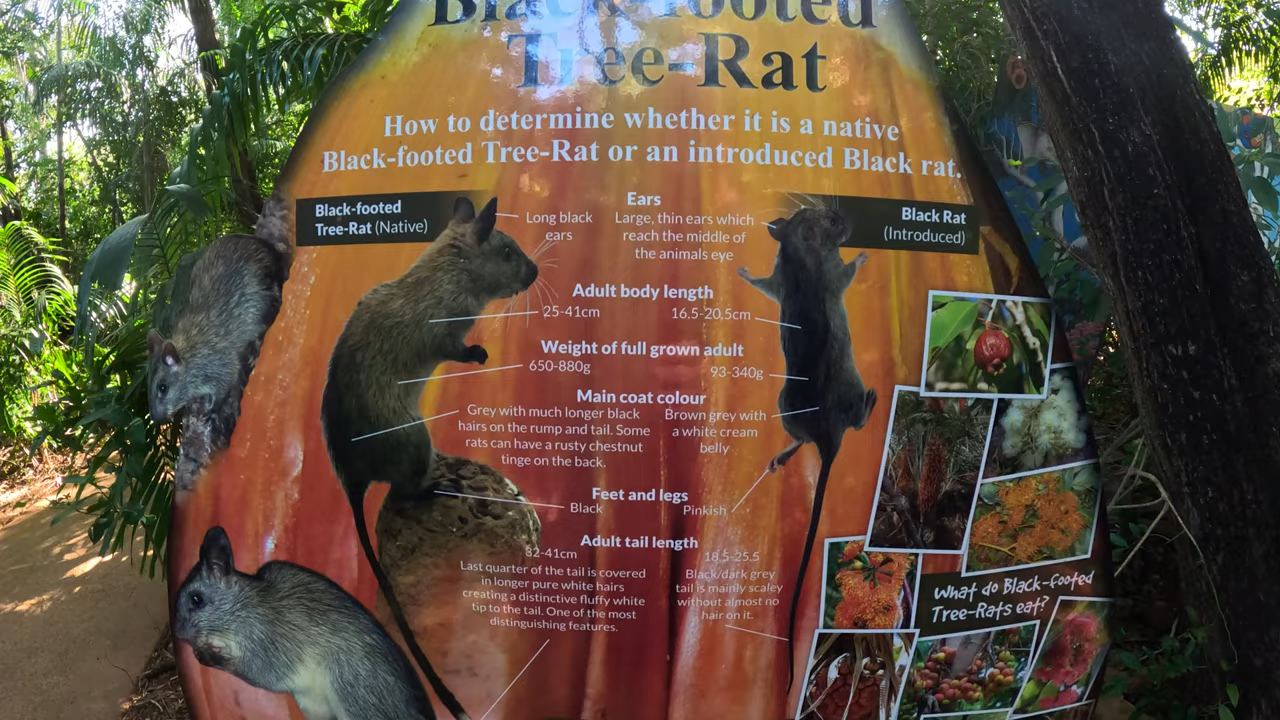 Black-footed
Tree-Rat
How to determine whether it is a native
Black-footed Tree-Rat or an introduced Black rat.
Black-footed
Tree-Rat (Native)
Black Rat
(Introduced)
Ears
Long black
ears
Large, thin ears which
reach the middle of
the animals eye
Adult body length
25-41cm
16.5-20.5cm
Weight of full grown adult
650-880g
93-340g
Main coat colour
Grey with much longer black
hairs on the rump and tail. Some
rats can have a rusty chestnut
tinge on the back.
Brown grey with
a white cream
belly
Feet and legs
Black
Pinkish
Adult tail length
32-41cm
Last quarter of the tail is covered
in longer pure white hairs
creating a distinctive fluffy white
tip to the tail. One of the most
distinguishing features.
18.5-25.5
Black/dark grey
tail is mainly scaley
without almost no
hair on it.
What do Black-footed
Tree-Rats eat?